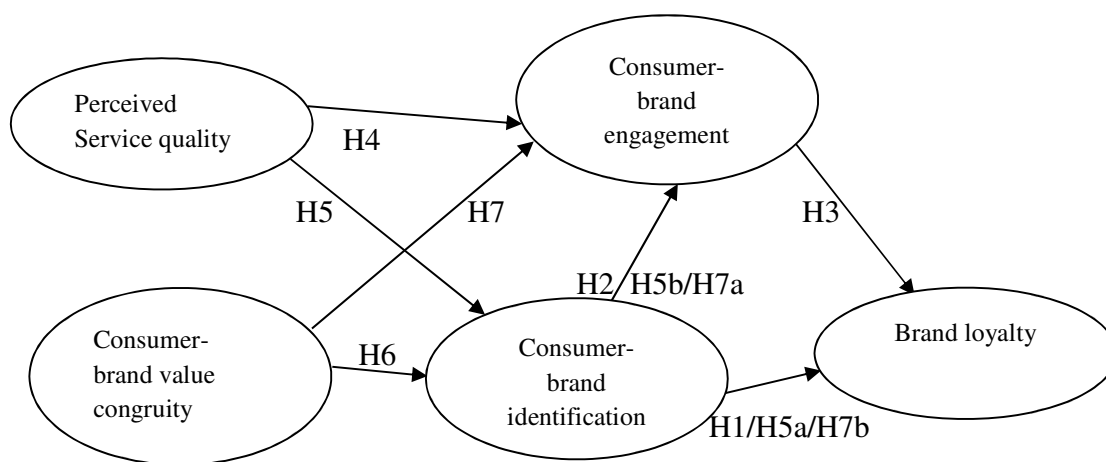 Perceived
Service quality
Consumer-
brand
engagement
H4
H5
H7
H3
H2
H5b/H7a
Consumer-
brand value
congruity
H6
Consumer-
brand
identification
Brand loyalty
H1/H5a/H7b